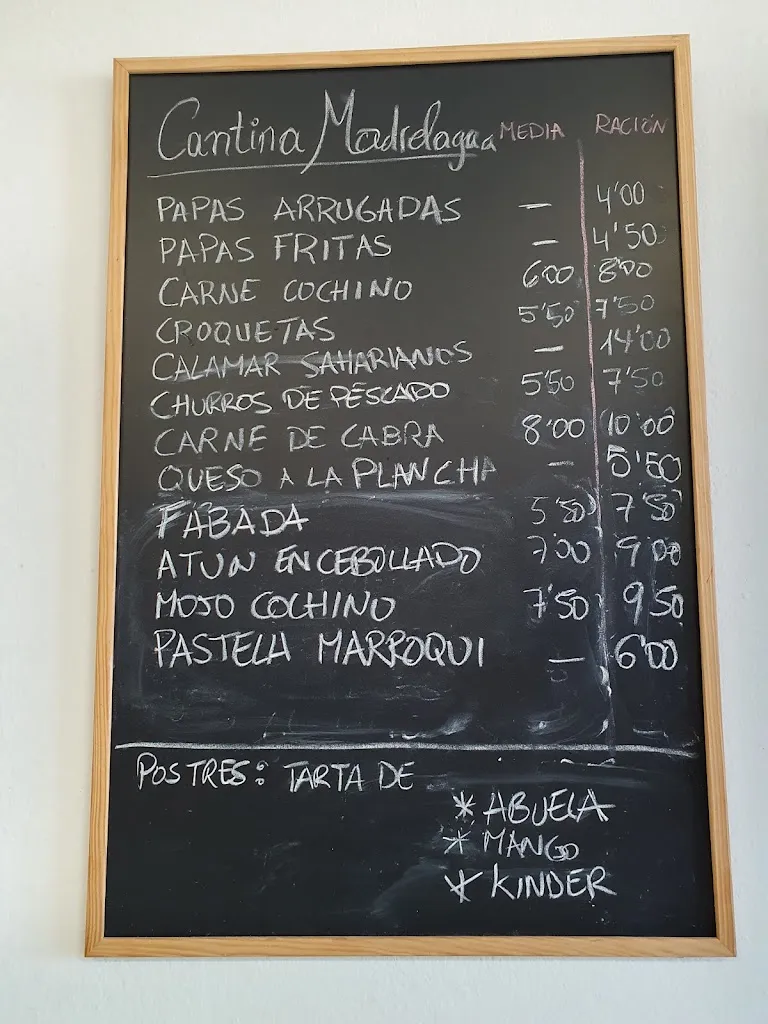 Cantina Madrelagua MEDIA RACIÓN
PAPAS ARRUGADAS — 4'00
PAPAS FRITAS — 4'50
CARNE COCHINO 6'00 8'00
CROQUETAS 5'50 7'50
CALAMAR SAHARIANOS — 14'00
CHURROS DE PESCADO 5'50 7'50
CARNE DE CABRA 8'00 10'00
QUESO A LA PLANCHA — 5'50
FABADA 5'50 7'50
ATUN ENCEBOLLADO 7'00 9'00
MOJO COCHINO 7'50 9'50
PASTELA MARROQUI — 6'00
POSTRES: TARTA DE
* ABUELA
* MANGO
* KINDER